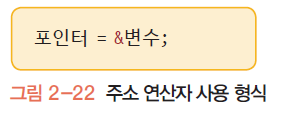 포인터 = &변수;
그림 2-22 주소 연산자 사용 형식